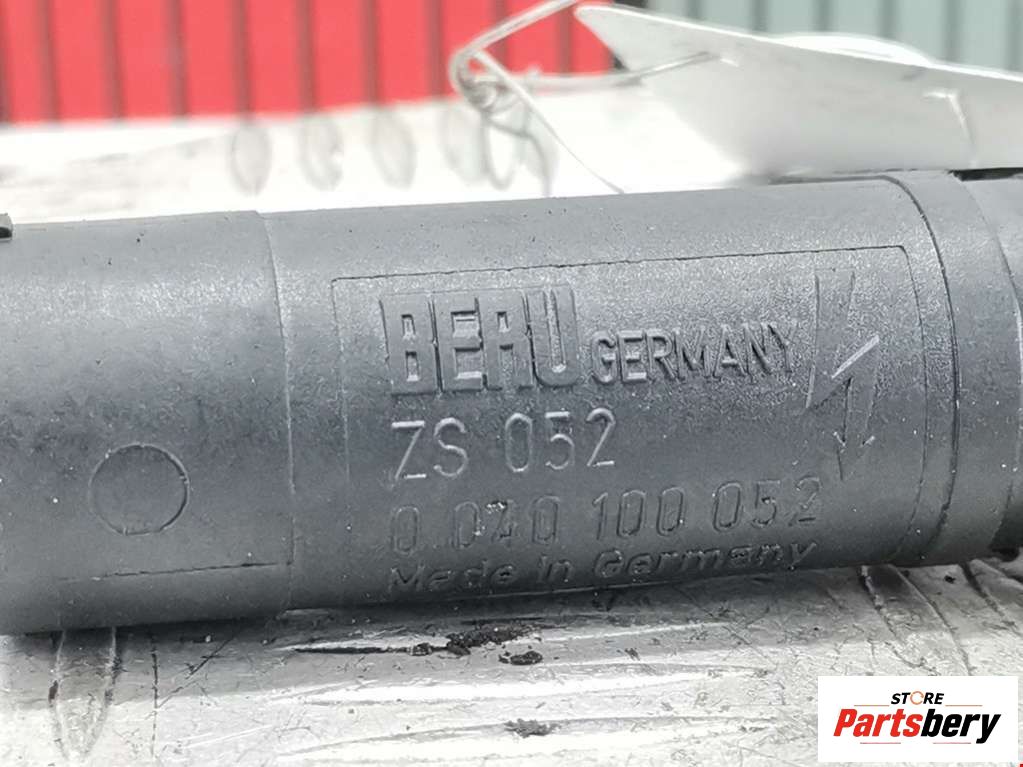 BERU GERMANY
ZS 052
0 040 100 052
Made in Germany
STORE
Partsbery